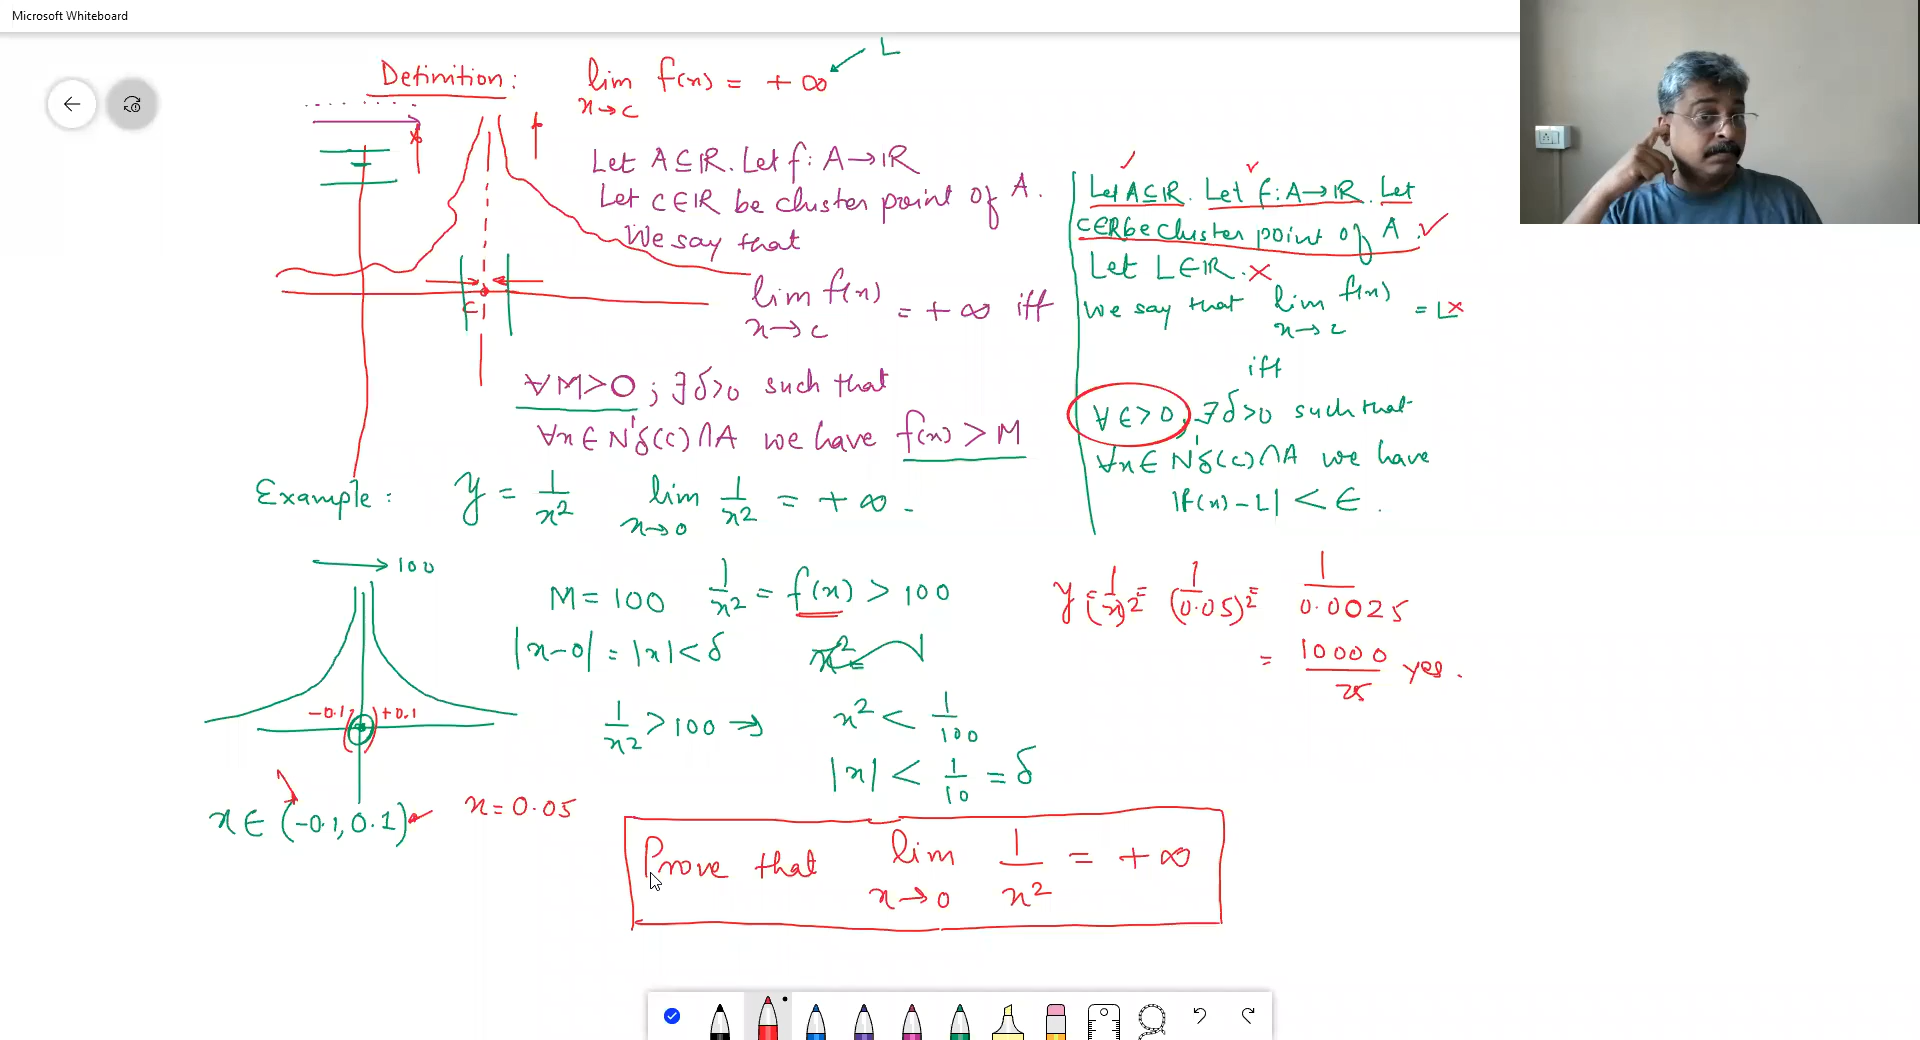 Microsoft Whiteboard
Definition: lim f(x) = +∞ L
x→c
Let A⊆ℝ. Let f: A→ℝ
Let c∈ℝ be cluster point of A.
We say that
lim f(x) = +∞ iff
x→c
∀M>0; ∃δ>0 such that
∀x∈N'δ(c)∩A we have f(x) > M
c
Let A⊆ℝ. Let f: A→ℝ. Let
c∈ℝ be cluster point of A.
Let L∈ℝ. ×
We say that lim f(x) = L ×
x→c
iff
∀ε>0, ∃δ>0 such that
∀x∈N'δ(c)∩A we have
|f(x)-L| < ε.
Example: y = 1/x² lim 1/x² = +∞.
x→0
→ 100
-0.1 +0.1
x∈(-0.1, 0.1) x=0.05
M=100 1/x² = f(x) > 100
|x-0| = |x| < δ x²
1/x² > 100 → x² < 1/100
|x| < 1/10 = δ
y = (1/x)² = 1/(0.05)² = 1/0.0025
= 10000/25 yes.
Prove that lim 1/x² = +∞
x→0